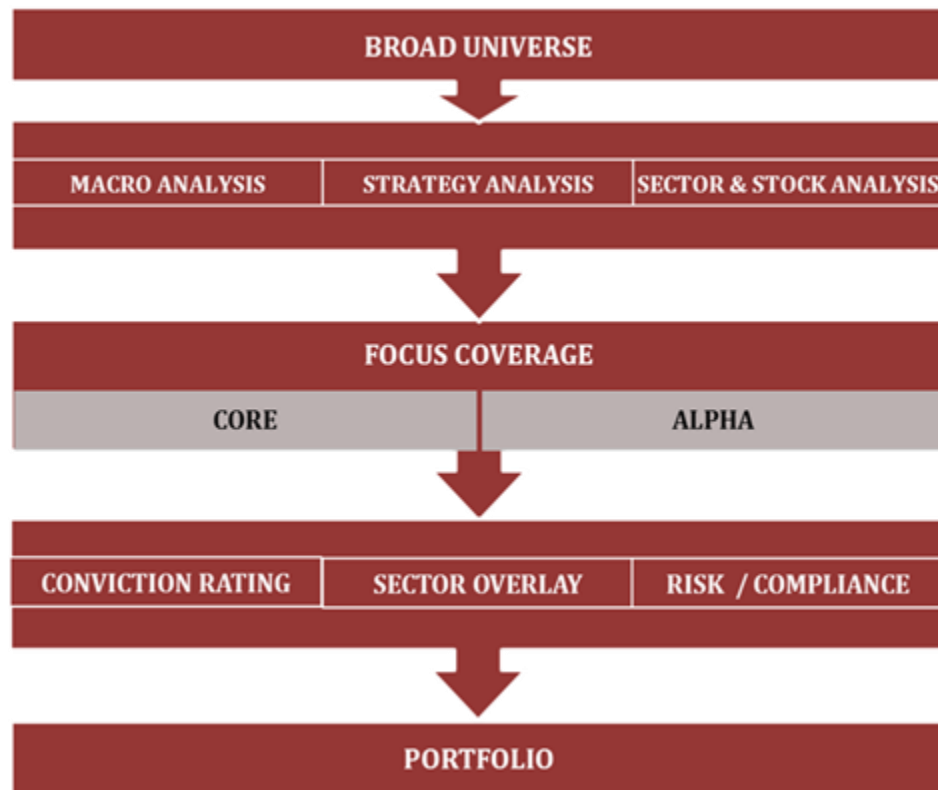 BROAD UNIVERSE
MACRO ANALYSIS
STRATEGY ANALYSIS
SECTOR & STOCK ANALYSIS
FOCUS COVERAGE
CORE
ALPHA
CONVICTION RATING
SECTOR OVERLAY
RISK / COMPLIANCE
PORTFOLIO